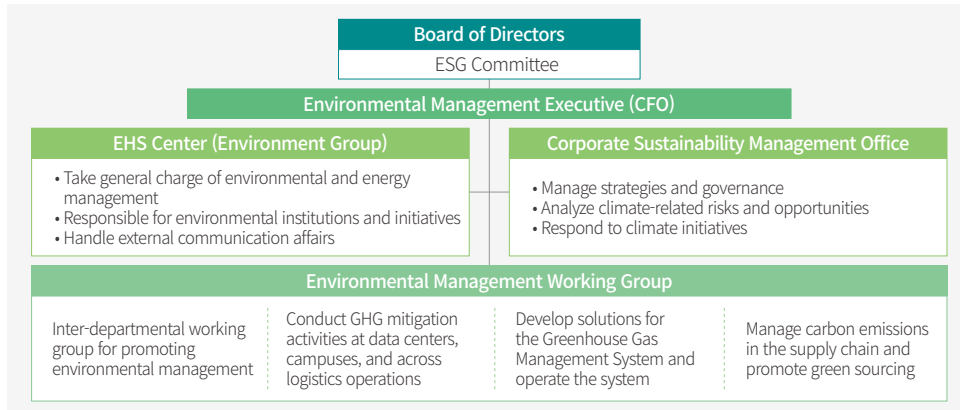 Board of Directors
ESG Committee
Environmental Management Executive (CFO)
EHS Center (Environment Group)
• Take general charge of environmental and energy
management
• Responsible for environmental institutions and initiatives
• Handle external communication affairs
Corporate Sustainability Management Office
• Manage strategies and governance
• Analyze climate-related risks and opportunities
• Respond to climate initiatives
Environmental Management Working Group
Inter-departmental working
group for promoting
environmental management
Conduct GHG mitigation
activities at data centers,
campuses, and across
logistics operations
Develop solutions for
the Greenhouse Gas
Management System and
operate the system
Manage carbon emissions
in the supply chain and
promote green sourcing